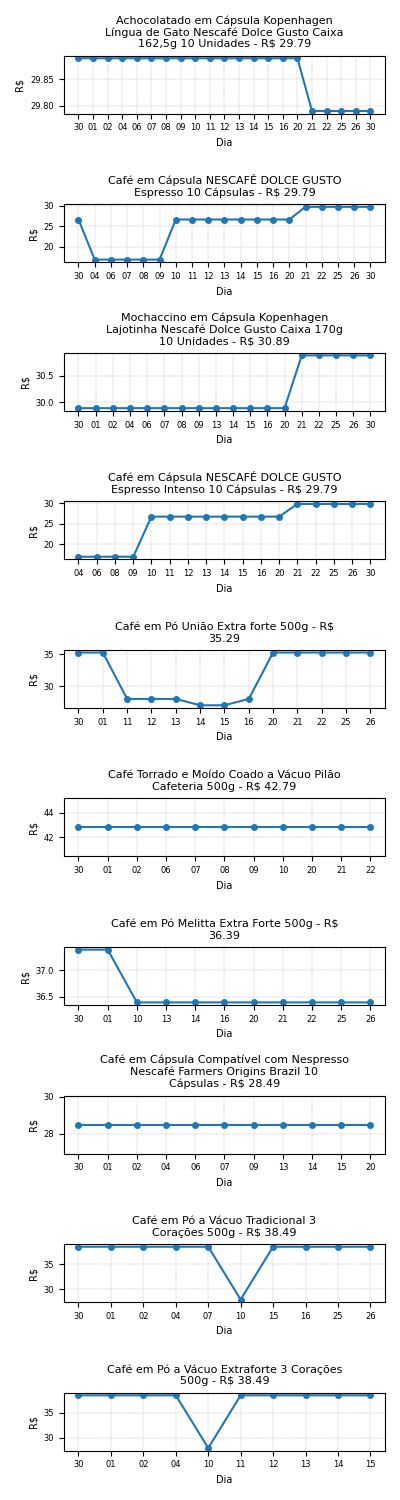 Achocolatado em Cápsula Kopenhagen
Língua de Gato Nescafé Dolce Gusto Caixa
162,5g 10 Unidades - R$ 29.79
R$
29.85
29.80
30 01 02 04 06 07 08 09 10 11 12 13 14 15 16 20 21 22 25 26 30
Dia
Café em Cápsula NESCAFÉ DOLCE GUSTO
Espresso 10 Cápsulas - R$ 29.79
R$
30
25
20
30 04 06 07 08 09 10 11 12 13 14 15 16 20 21 22 25 26 30
Dia
Mochaccino em Cápsula Kopenhagen
Lajotinha Nescafé Dolce Gusto Caixa 170g
10 Unidades - R$ 30.89
R$
30.5
30.0
30 01 02 04 06 07 08 09 13 14 15 16 20 21 22 25 26 30
Dia
Café em Cápsula NESCAFÉ DOLCE GUSTO
Espresso Intenso 10 Cápsulas - R$ 29.79
R$
30
25
20
04 06 08 09 10 11 12 13 14 15 16 20 21 22 25 26 30
Dia
Café em Pó União Extra forte 500g - R$
35.29
R$
35
30
30 01 11 12 13 14 15 16 20 21 22 25 26
Dia
Café Torrado e Moído Coado a Vácuo Pilão
Cafeteria 500g - R$ 42.79
R$
44
42
30 01 02 06 07 08 09 10 20 21 22
Dia
Café em Pó Melitta Extra Forte 500g - R$
36.39
R$
37.0
36.5
30 01 10 13 14 16 20 21 22 25 26
Dia
Café em Cápsula Compatível com Nespresso
Nescafé Farmers Origins Brazil 10
Cápsulas - R$ 28.49
R$
30
28
30 01 02 04 06 07 09 13 14 15 20
Dia
Café em Pó a Vácuo Tradicional 3
Corações 500g - R$ 38.49
R$
35
30
30 01 02 04 07 10 15 16 25 26
Dia
Café em Pó a Vácuo Extraforte 3 Corações
500g - R$ 38.49
R$
35
30
30 01 02 04 10 11 12 13 14 15
Dia